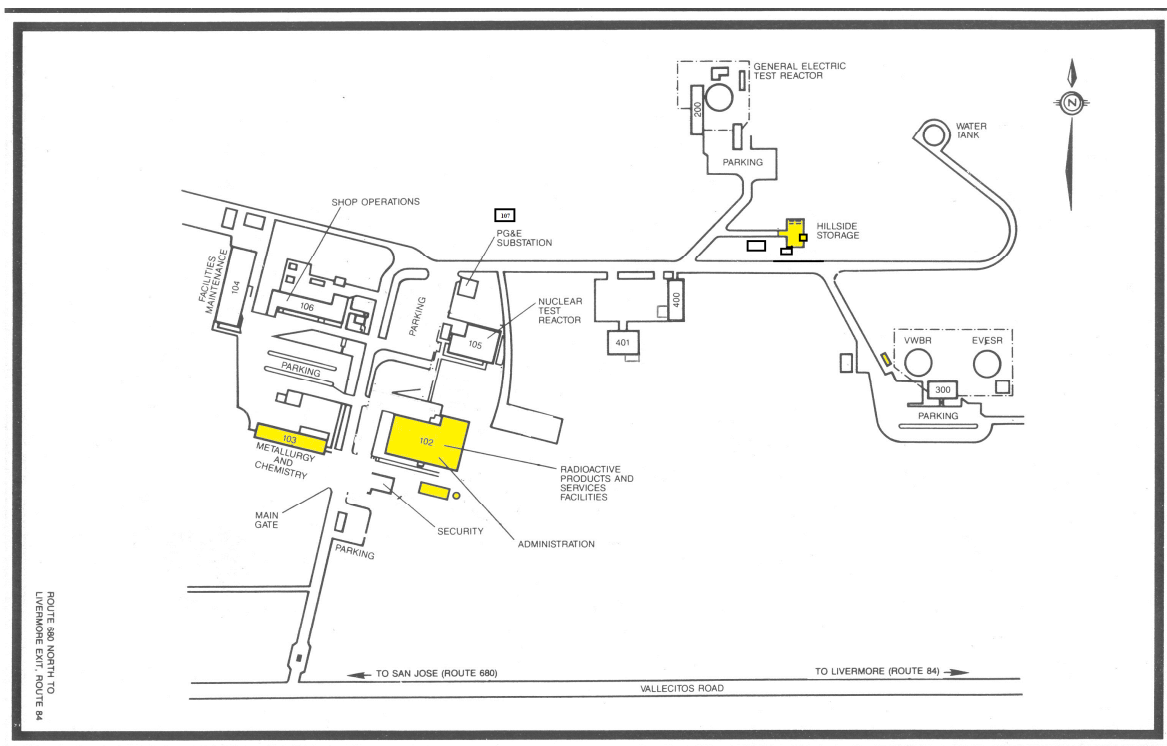 GENERAL ELECTRIC
TEST REACTOR
200
N
WATER
TANK
PARKING
SHOP OPERATIONS
107
PG&E
SUBSTATION
HILLSIDE
STORAGE
FACILITIES
MAINTENANCE
104
106
PARKING
NUCLEAR
TEST
REACTOR
400
105
401
VWBR
EVESR
PARKING
300
PARKING
103
METALLURGY
AND
CHEMISTRY
102
RADIOACTIVE
PRODUCTS AND
SERVICES
FACILITIES
MAIN
GATE
SECURITY
ADMINISTRATION
PARKING
ROUTE 680 NORTH TO
LIVERMORE EXIT, ROUTE 84
TO SAN JOSE (ROUTE 680)
TO LIVERMORE (ROUTE 84)
VALLECITOS ROAD